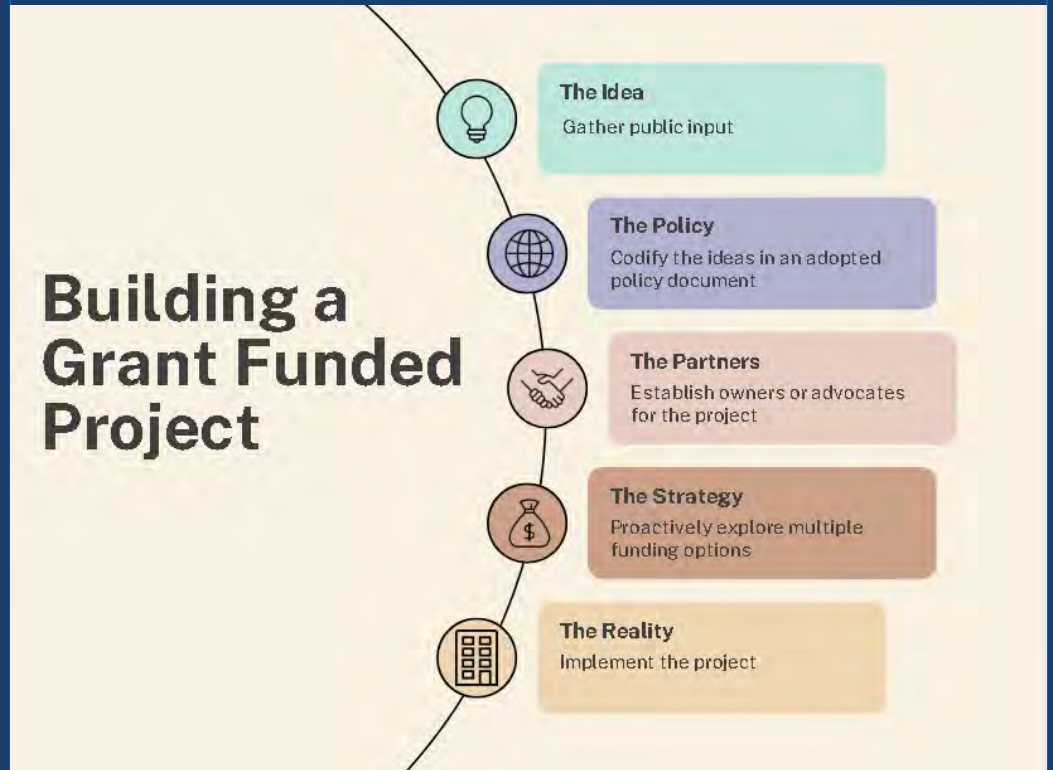 Building a
Grant Funded
Project
The Idea
Gather public input
The Policy
Codify the ideas in an adopted
policy document
The Partners
Establish owners or advocates
for the project
The Strategy
Proactively explore multiple
funding options
$
The Reality
Implement the project